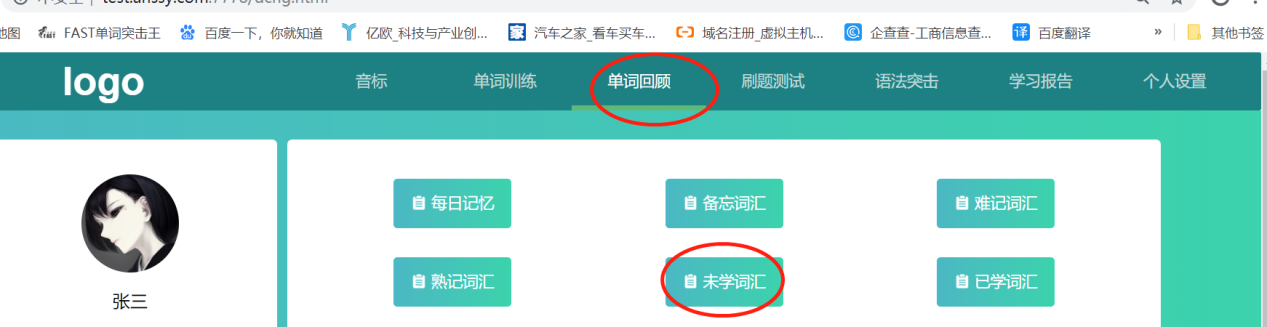 地图 FAST单词突击王 百度一下，你就知道 亿欧_科技与产业创... 汽车之家_看车买车... 域名注册_虚拟主机... 企查查-工商信息查... 百度翻译 » 其他书签
logo 音标 单词训练 单词回顾 刷题测试 语法突击 学习报告 个人设置
每日记忆 备忘词汇 难记词汇
熟记词汇 未学词汇 已学词汇
张三